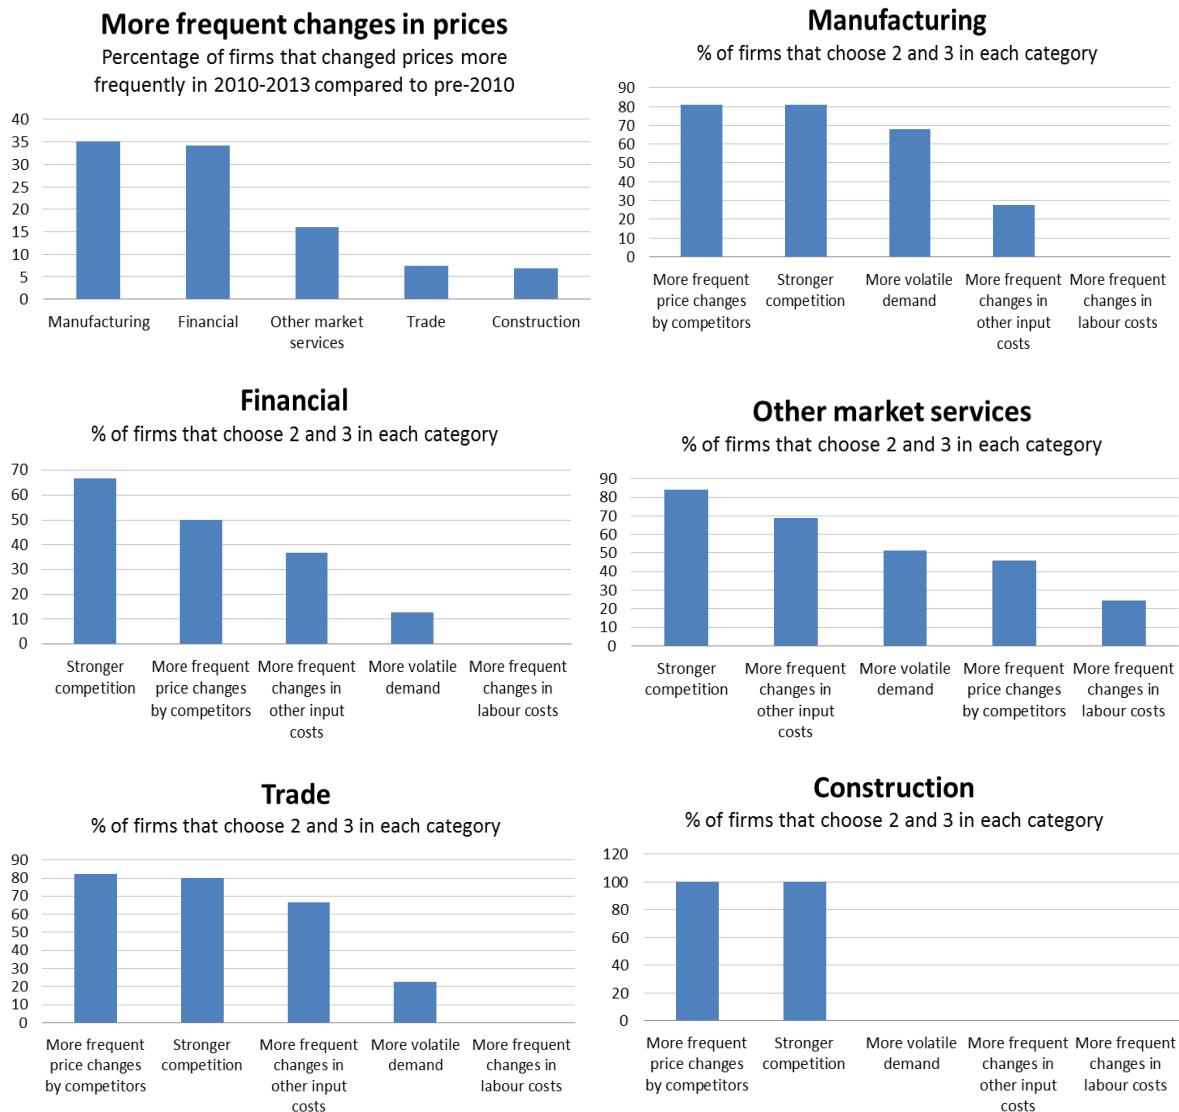 More frequent changes in prices
Percentage of firms that changed prices more
frequently in 2010-2013 compared to pre-2010
40
35
30
25
20
15
10
5
0
Manufacturing
Financial
Other market
services
Trade
Construction
Manufacturing
% of firms that choose 2 and 3 in each category
90
80
70
60
50
40
30
20
10
0
More frequent
price changes
by competitors
Stronger
competition
More volatile
demand
More frequent
changes in
other input
costs
More frequent
changes in
labour costs
Financial
% of firms that choose 2 and 3 in each category
70
60
50
40
30
20
10
0
Stronger
competition
More frequent
price changes
by competitors
More frequent
changes in
other input
costs
More volatile
demand
More frequent
changes in
labour costs
Other market services
% of firms that choose 2 and 3 in each category
90
80
70
60
50
40
30
20
10
0
Stronger
competition
More frequent
changes in
other input
costs
More volatile
demand
More frequent
price changes
by competitors
More frequent
changes in
labour costs
Trade
% of firms that choose 2 and 3 in each category
90
80
70
60
50
40
30
20
10
0
More frequent
price changes
by competitors
Stronger
competition
More frequent
changes in
other input
costs
More volatile
demand
More frequent
changes in
labour costs
Construction
% of firms that choose 2 and 3 in each category
120
100
80
60
40
20
0
More frequent
price changes
by competitors
Stronger
competition
More volatile
demand
More frequent
changes in
other input
costs
More frequent
changes in
labour costs